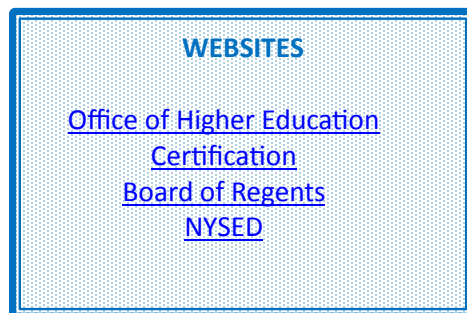 WEBSITES
Office of Higher Education
Certification
Board of Regents
NYSED